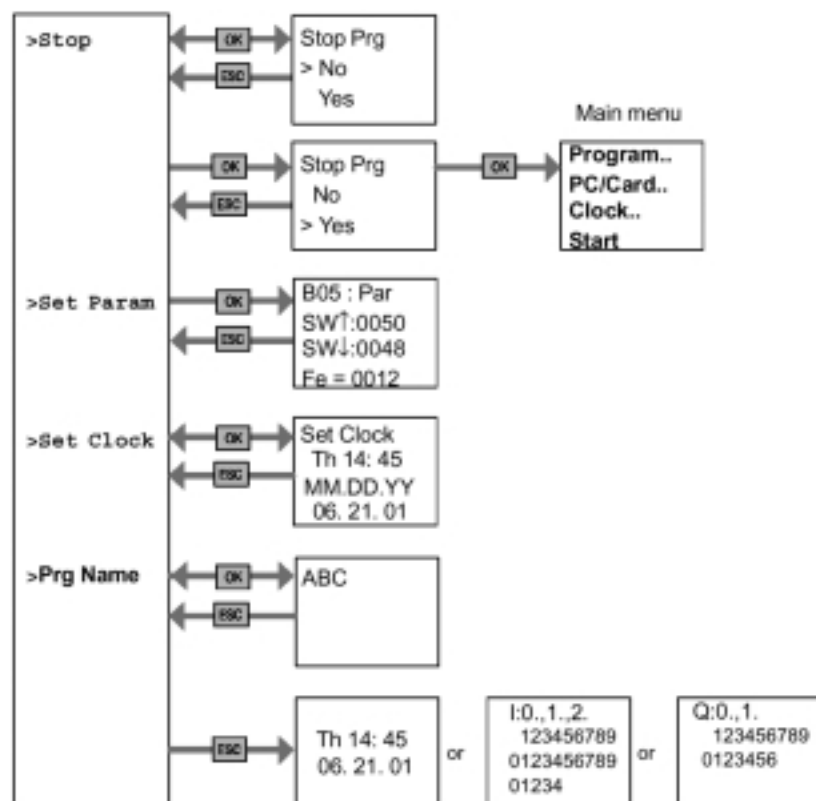 >Stop
OK
ESC
Stop Prg
> No
Yes
OK
ESC
Stop Prg
No
> Yes
OK
Main menu
Program..
PC/Card..
Clock..
Start
>Set Param
OK
ESC
B05 : Par
SW↑:0050
SW↓:0048
Fe = 0012
>Set Clock
OK
ESC
Set Clock
Th 14: 45
MM.DD.YY
06. 21. 01
>Prg Name
OK
ESC
ABC
ESC
Th 14: 45
06. 21. 01
or
I:0.,1.,2.
123456789
0123456789
01234
or
Q:0.,1.
123456789
0123456